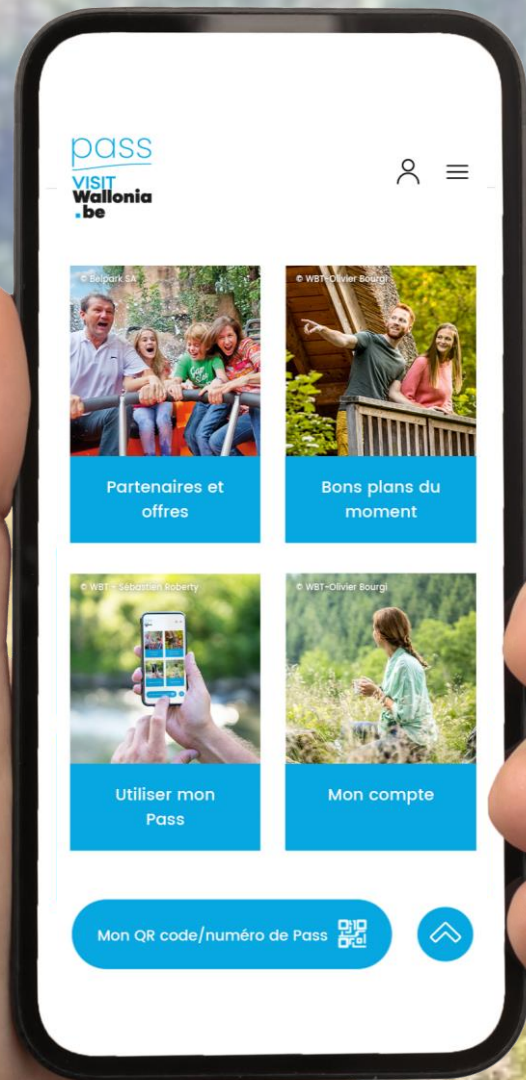 pass
VISIT
Wallonia
.be
© Belpark SA
© WBT-Olivier Bourgi
Partenaires et
offres
Bons plans du
moment
© WBT - Sébastien Roberty
© WBT-Olivier Bourgi
Utiliser mon
Pass
Mon compte
Mon QR code/numéro de Pass